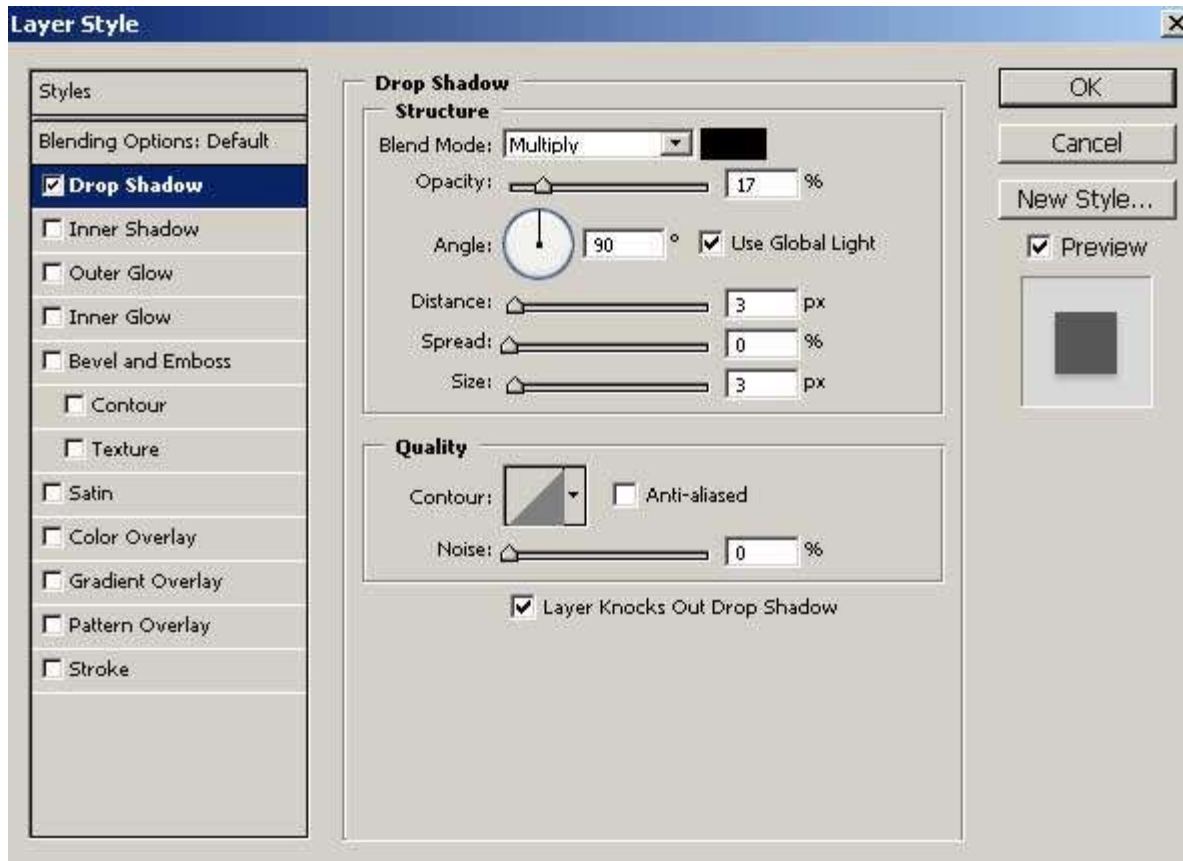 Layer Style
Styles
Blending Options: Default
Drop Shadow
Inner Shadow
Outer Glow
Inner Glow
Bevel and Emboss
Contour
Texture
Satin
Color Overlay
Gradient Overlay
Pattern Overlay
Stroke
Drop Shadow
Structure
Blend Mode: Multiply
Opacity: 17 %
Angle: 90 ° Use Global Light
Distance: 3 px
Spread: 0 %
Size: 3 px
Quality
Contour: Anti-aliased
Noise: 0 %
Layer Knocks Out Drop Shadow
OK
Cancel
New Style...
Preview